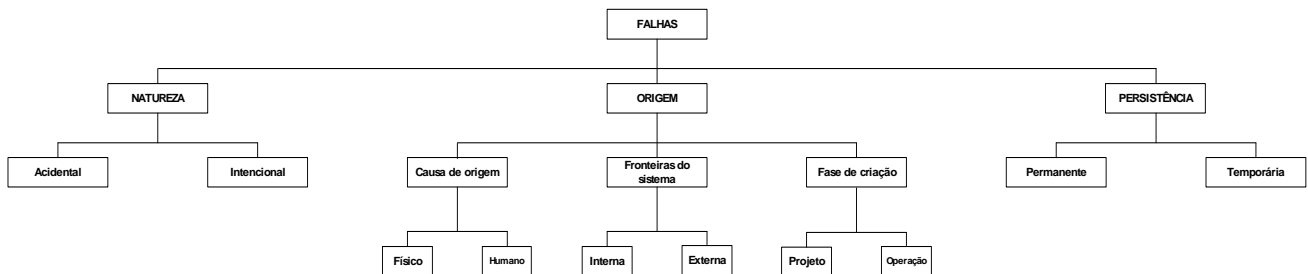 FALHAS
NATUREZA
ORIGEM
PERSISTÊNCIA
Acidental
Intencional
Causa de origem
Fronteiras do
sistema
Fase de criação
Permanente
Temporária
Físico
Humano
Interna
Externa
Projeto
Operação